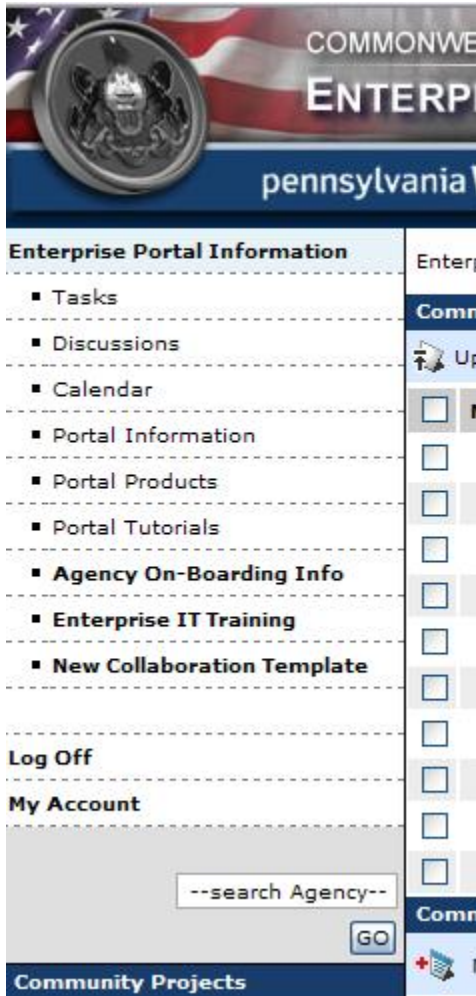 COMMONWE
ENTERP
pennsylvania
Enterprise Portal Information
Tasks
Discussions
Calendar
Portal Information
Portal Products
Portal Tutorials
Agency On-Boarding Info
Enterprise IT Training
New Collaboration Template
Log Off
My Account
--search Agency--
GO
Community Projects
Enter
Comm
Up
Comm